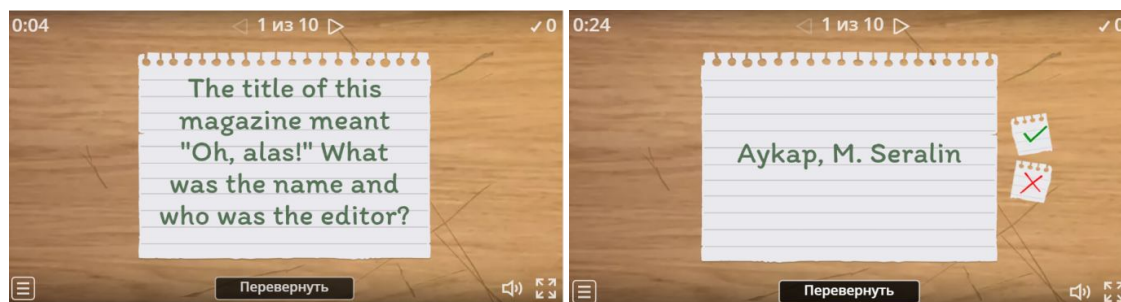 0:04
1 из 10
✓ 0
The title of this
magazine meant
"Oh, alas!" What
was the name and
who was the editor?
Перевернуть
0:24
1 из 10
✓ 0
Aykap, M. Seralin
Перевернуть